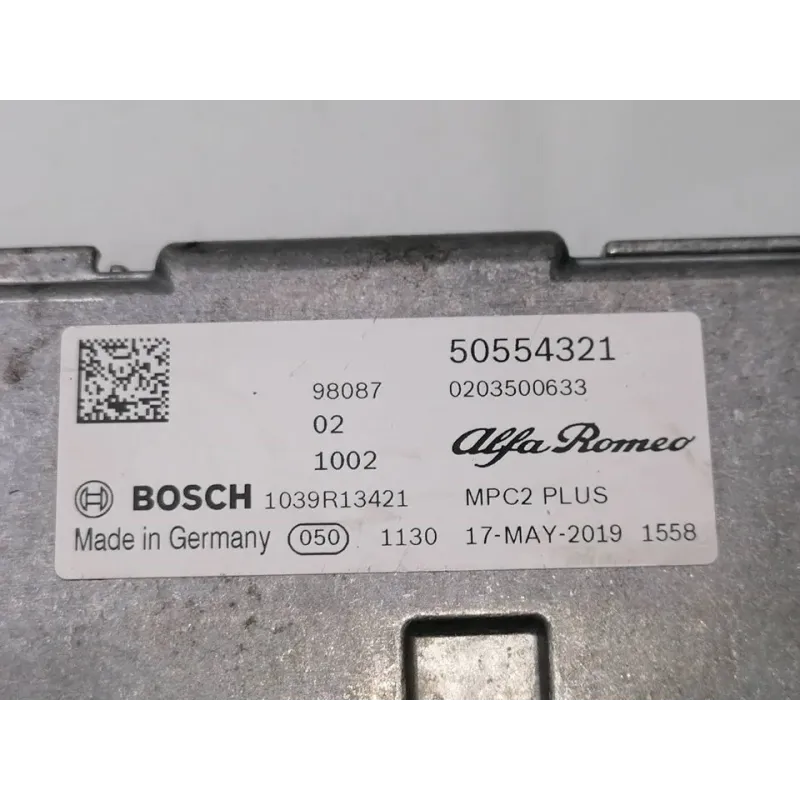 50554321
98087 0203500633
02
1002 Alfa Romeo
BOSCH 1039R13421 MPC2 PLUS
Made in Germany 050 1130 17-MAY-2019 1558